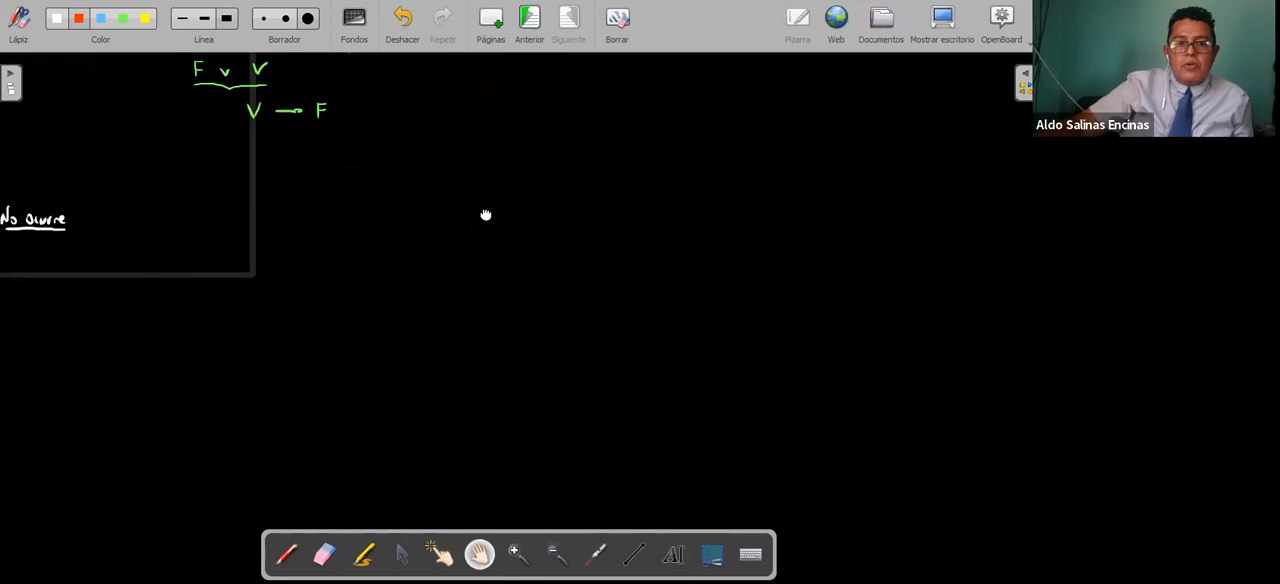 Lápiz Color Línea Borrador Fondos Deshacer Repetir Páginas Anterior Siguiente Borrar Pizarra Web Documentos Mostrar escritorio OpenBoard
F v V
V → F
Aldo Salinas Encinas
No ocurre
AI